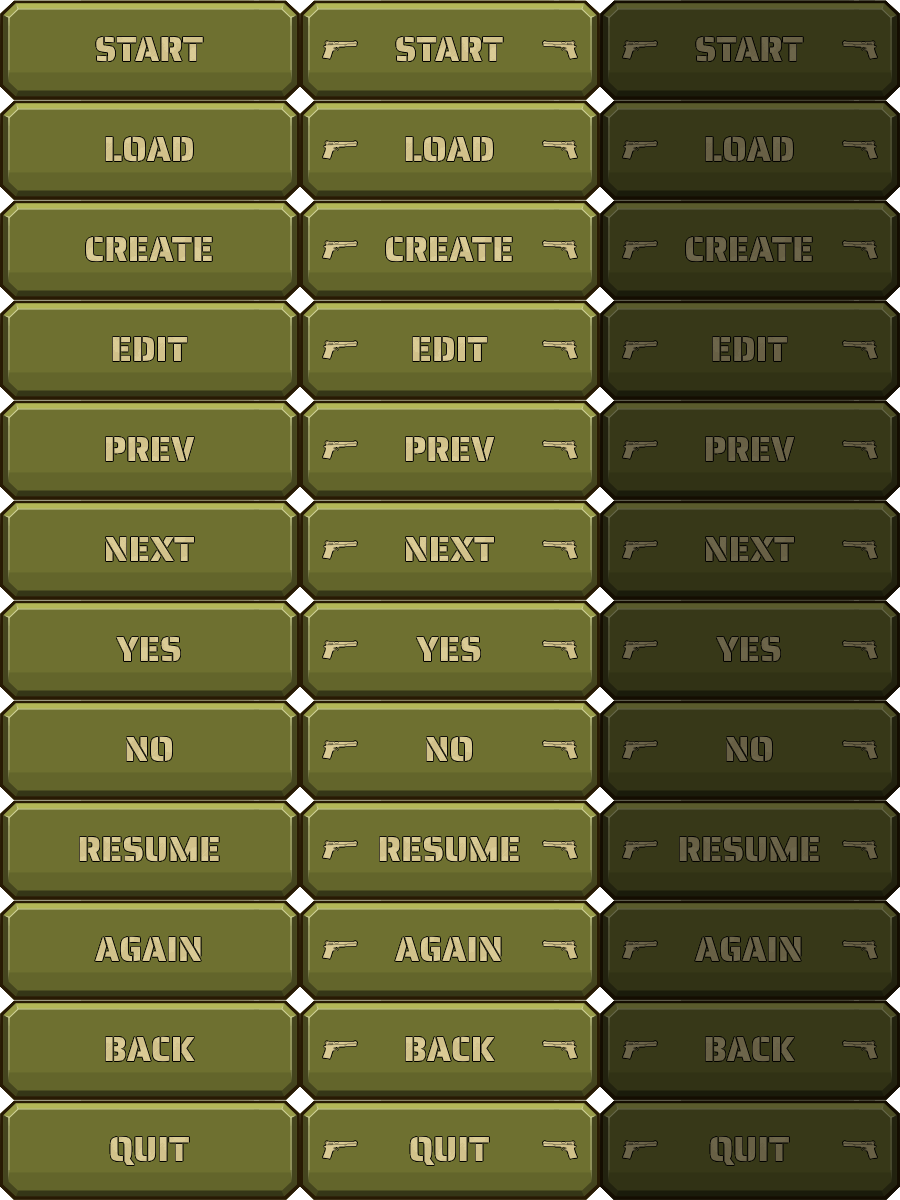 START START START
LOAD LOAD LOAD
CREATE CREATE CREATE
EDIT EDIT EDIT
PREV PREV PREV
NEXT NEXT NEXT
YES YES YES
NO NO NO
RESUME RESUME RESUME
AGAIN AGAIN AGAIN
BACK BACK BACK
QUIT QUIT QUIT